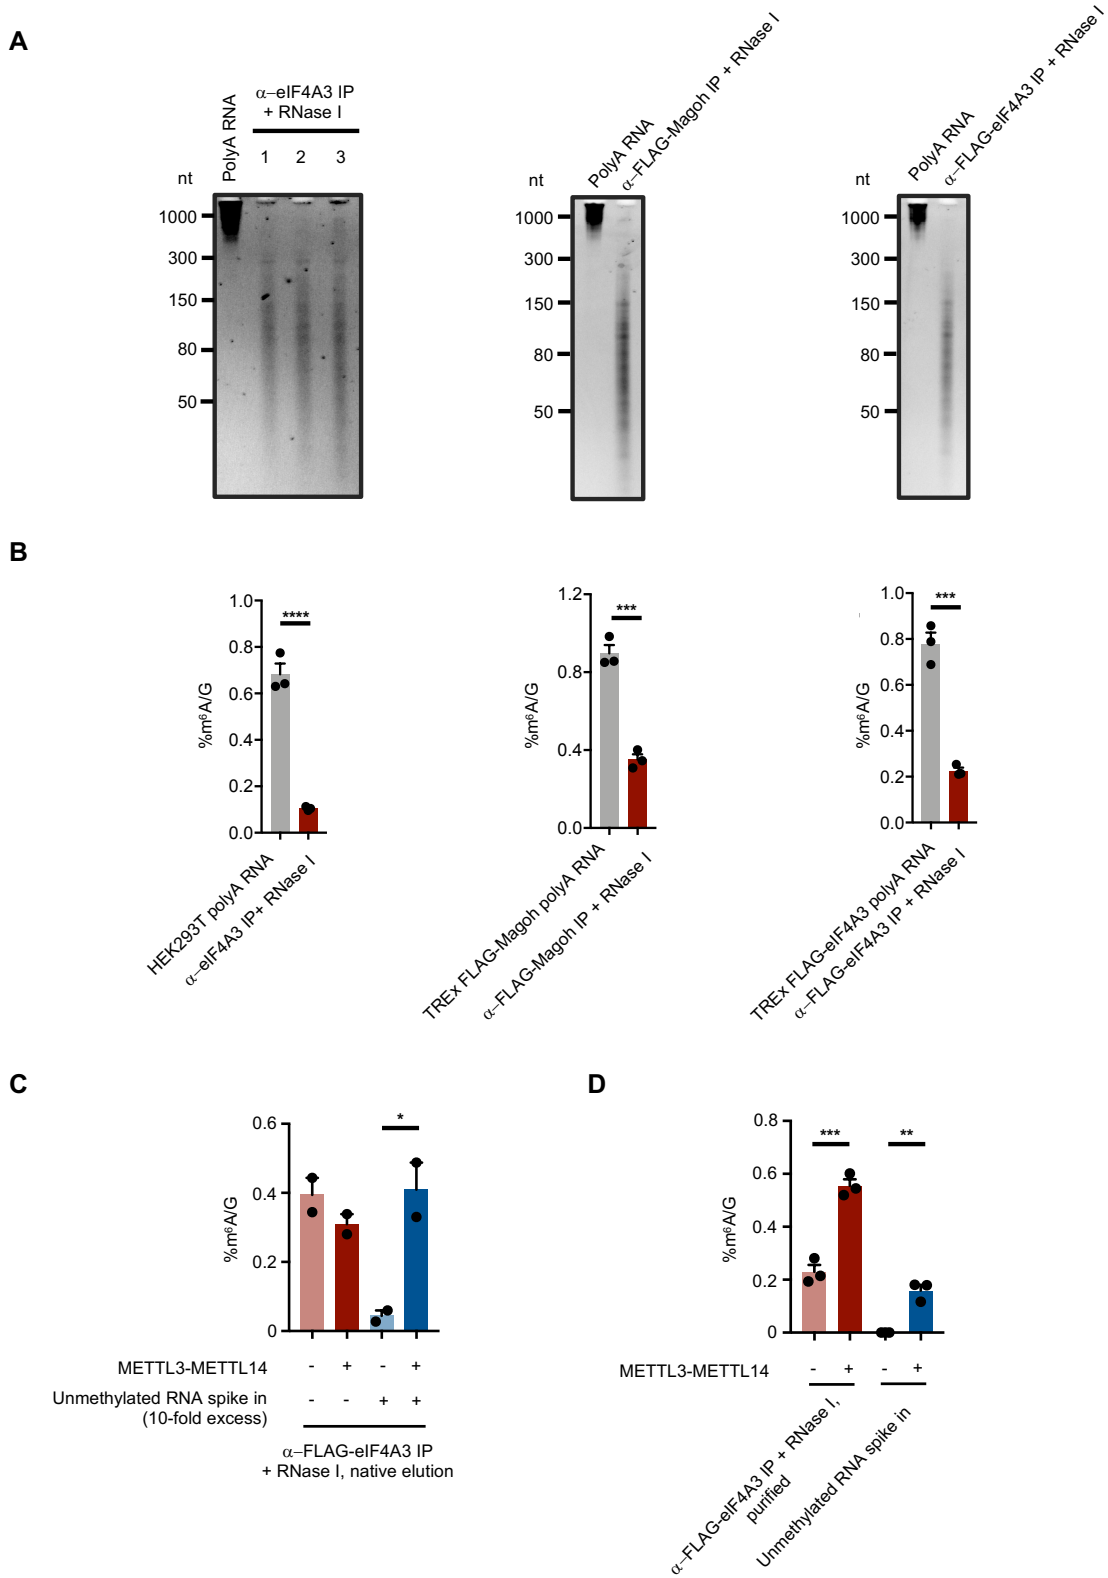 A
PolyA RNA
α–eIF4A3 IP
+ RNase I
1 2 3
nt
1000
300
150
80
50
PolyA RNA
α–FLAG-Magoh IP + RNase I
nt
1000
300
150
80
50
PolyA RNA
α–FLAG-eIF4A3 IP + RNase I
nt
1000
300
150
80
50
B
%m⁶A/G
1.0
0.8
0.6
0.4
0.2
0.0
****
HEK293T polyA RNA
α–eIF4A3 IP+ RNase I
%m⁶A/G
1.2
0.8
0.4
0.0
***
TREx FLAG-Magoh polyA RNA
α–FLAG-Magoh IP + RNase I
%m⁶A/G
1.0
0.8
0.6
0.4
0.2
0.0
***
TREx FLAG-eIF4A3 polyA RNA
α–FLAG-eIF4A3 IP + RNase I
C
%m⁶A/G
0.6
0.4
0.2
0
*
METTL3-METTL14 - + - +
Unmethylated RNA spike in - - + +
(10-fold excess)
α–FLAG-eIF4A3 IP
+ RNase I, native elution
D
%m⁶A/G
0.8
0.6
0.4
0.2
0
*** **
METTL3-METTL14 - + - +
α–FLAG-eIF4A3 IP + RNase I,
purified
Unmethylated RNA spike in